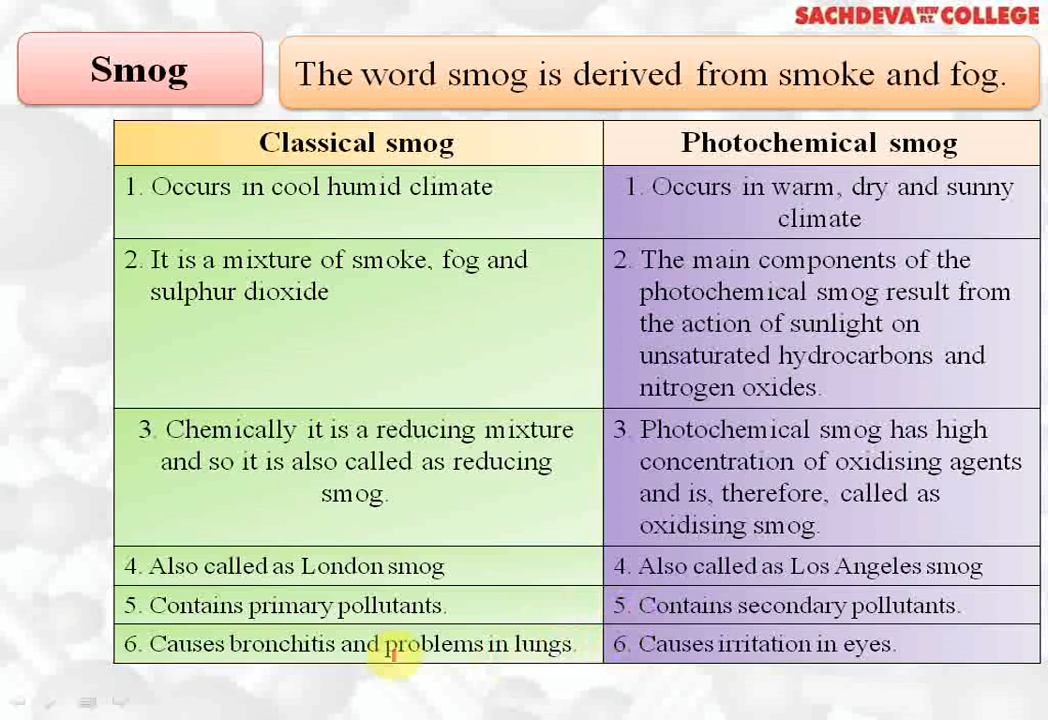 SACHDEVA NEW P.T. COLLEGE
Smog
The word smog is derived from smoke and fog.
Classical smog
Photochemical smog
1. Occurs in cool humid climate
1. Occurs in warm, dry and sunny
climate
2. It is a mixture of smoke, fog and
sulphur dioxide
2. The main components of the
photochemical smog result from
the action of sunlight on
unsaturated hydrocarbons and
nitrogen oxides.
3. Chemically it is a reducing mixture
and so it is also called as reducing
smog.
3. Photochemical smog has high
concentration of oxidising agents
and is, therefore, called as
oxidising smog.
4. Also called as London smog
4. Also called as Los Angeles smog
5. Contains primary pollutants.
5. Contains secondary pollutants.
6. Causes bronchitis and problems in lungs.
6. Causes irritation in eyes.